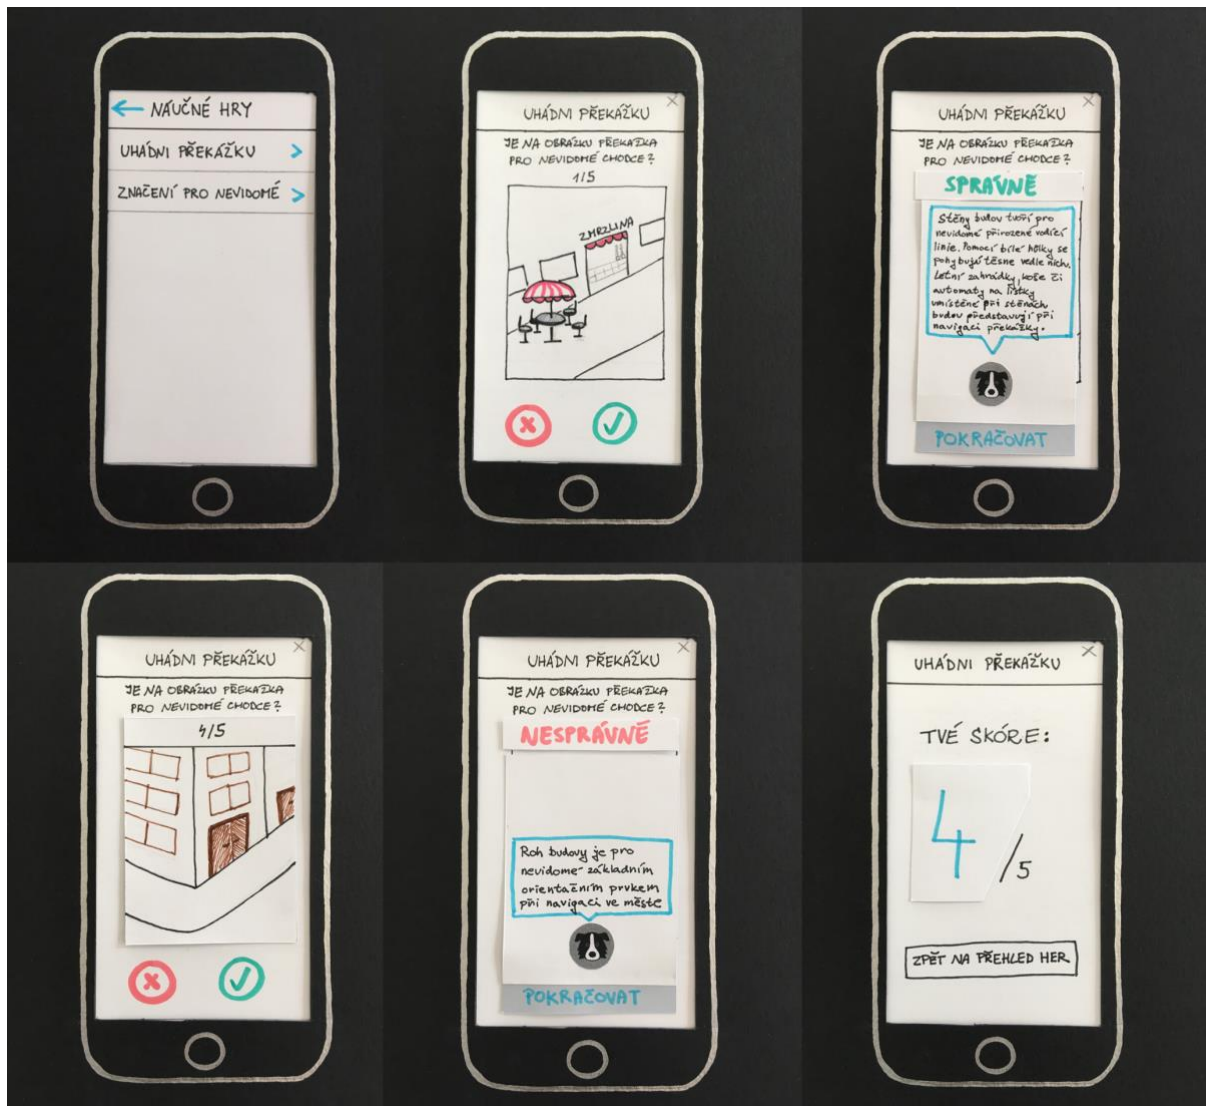 ← NAUČNÉ HRY
UHÁDNI PŘEKÁŽKU >
ZNAČENÍ PRO NEVIDOMÉ >
UHÁDNI PŘEKÁŽKU
JE NA OBRÁZKU PŘEKÁŽKA
PRO NEVIDOMÉ CHODCE?
1/5
ZMRZLINA
UHÁDNI PŘEKÁŽKU
JE NA OBRÁZKU PŘEKÁŽKA
PRO NEVIDOMÉ CHODCE?
SPRÁVNĚ
Stěny budov tvoří pro
nevidomé přirozené vodící
linie. Pomocí bílé hůlky se
pohybují těsne vedle nich.
Letní zahrádky, koše či
automaty na lístky
umístěné při stěnách
budov představují při
navigaci překážky.
POKRAČOVAT
UHÁDNI PŘEKÁŽKU
JE NA OBRÁZKU PŘEKÁŽKA
PRO NEVIDOMÉ CHODCE?
4/5
UHÁDNI PŘEKÁŽKU
JE NA OBRÁZKU PŘEKÁŽKA
PRO NEVIDOMÉ CHODCE?
NESPRÁVNĚ
Roh budovy je pro
nevidomé základním
orientačním prvkem
při navigaci ve měste
POKRAČOVAT
UHÁDNI PŘEKÁŽKU
TVÉ SKÓRE:
4/5
ZPĚT NA PŘEHLED HER